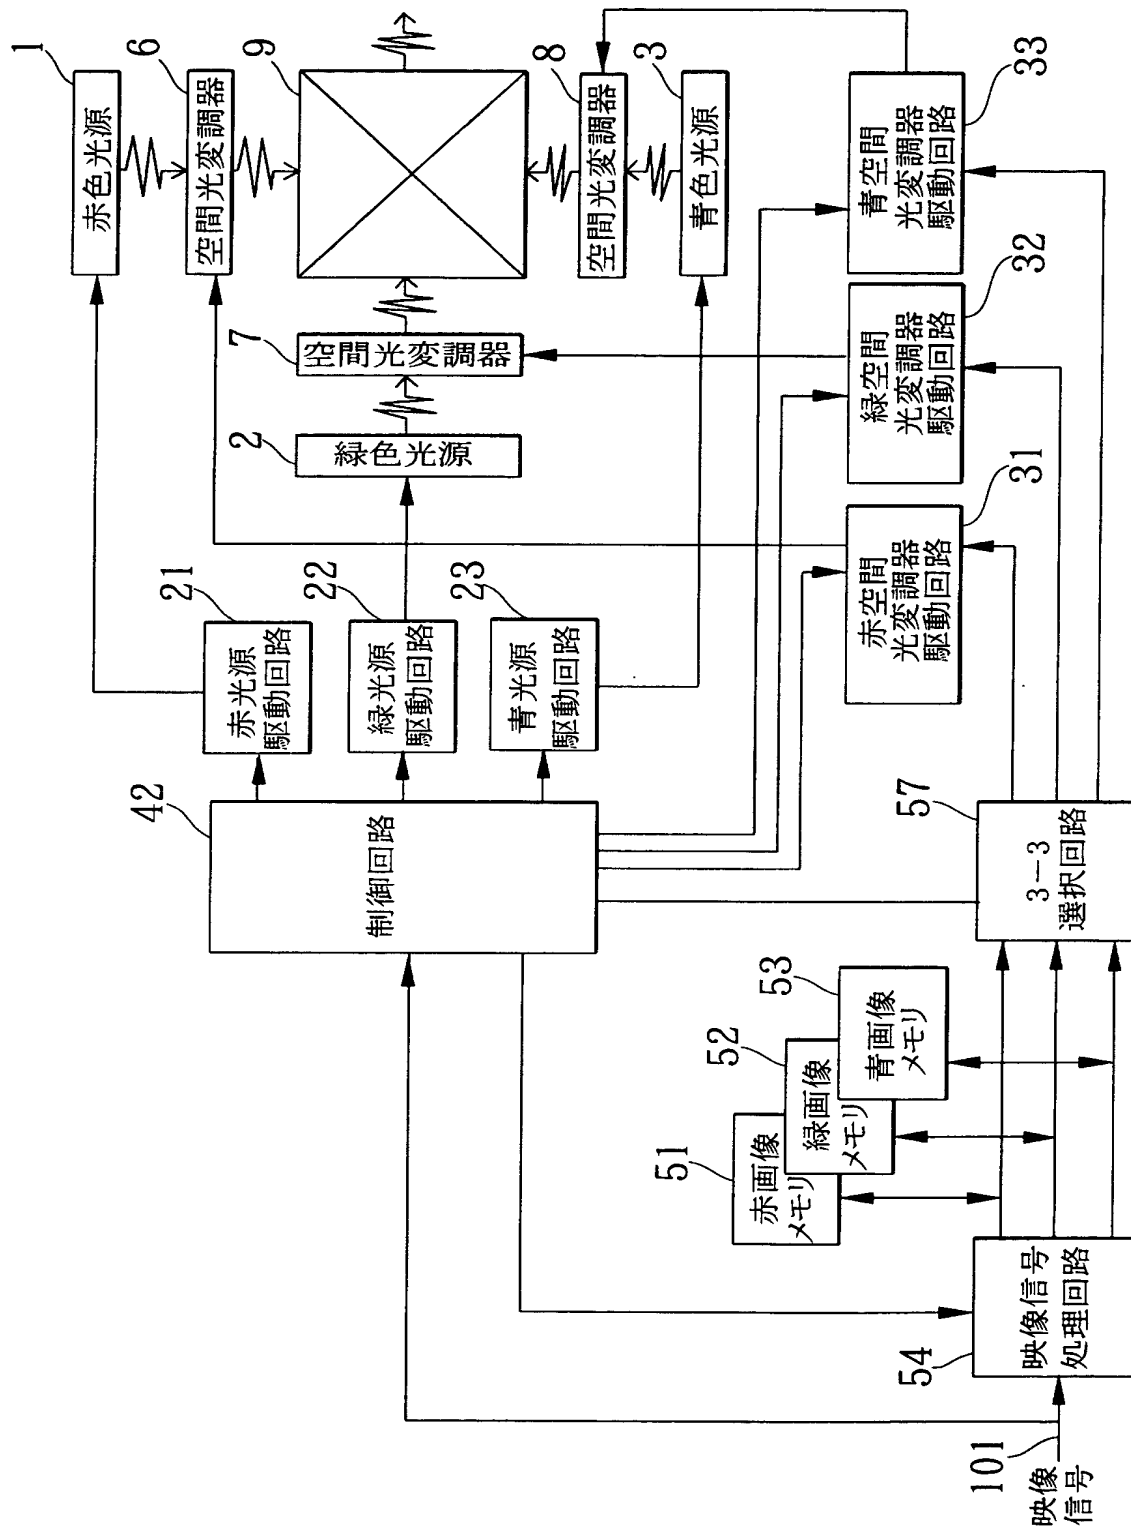 1
赤色光源
6
空間光変調器
9
8
空間光変調器
3
青色光源
7
空間光変調器
2
緑色光源
33
青空間
光変調器
駆動回路
32
緑空間
光変調器
駆動回路
31
赤空間
光変調器
駆動回路
21
赤光源
駆動回路
22
緑光源
駆動回路
23
青光源
駆動回路
42
制御回路
57
3−3
選択回路
51
赤画像
メモリ
52
緑画像
メモリ
53
青画像
メモリ
54
映像信号
処理回路
101
映像
信号